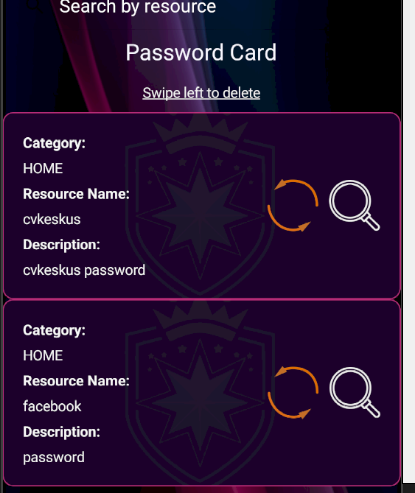 Search by resource
Password Card
Swipe left to delete
Category:
HOME
Resource Name:
cvkeskus
Description:
cvkeskus password
Category:
HOME
Resource Name:
facebook
Description:
password